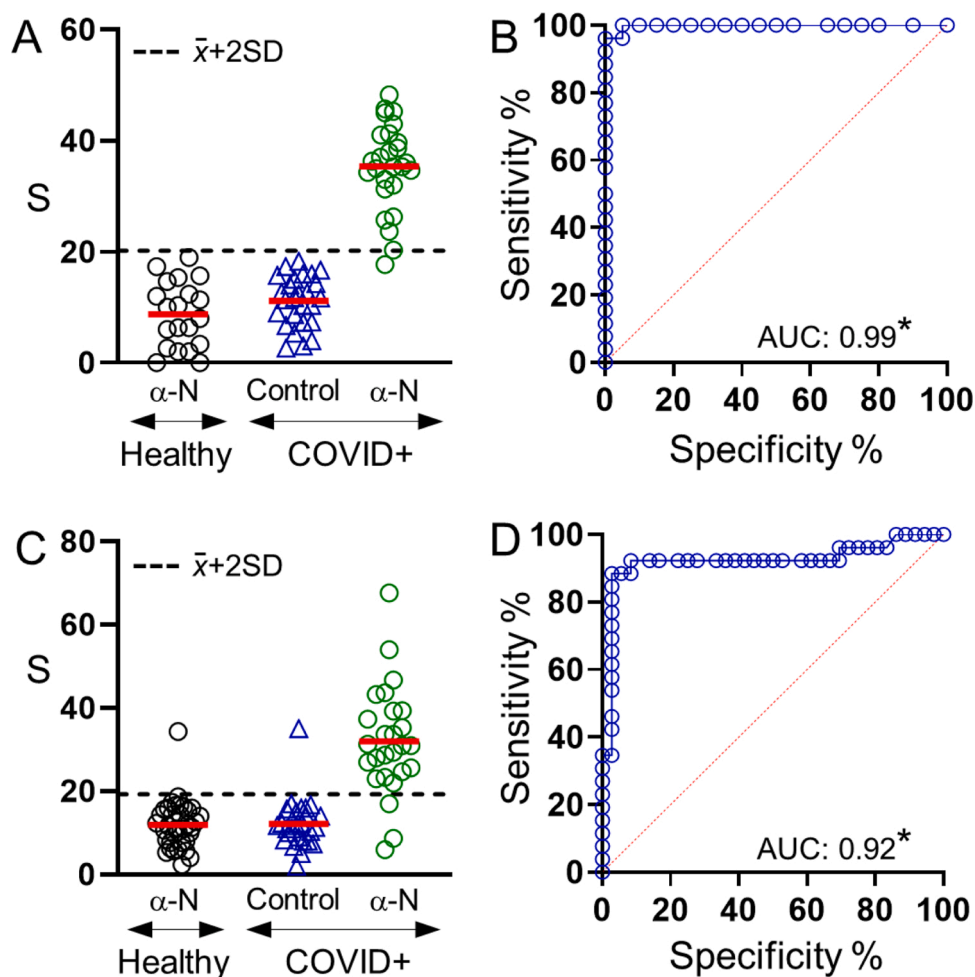 A
x̄+2SD
S
60
40
20
0
α-N
Control
α-N
Healthy
COVID+
B
Sensitivity %
100
80
60
40
20
0
AUC: 0.99*
0 20 40 60 80 100
Specificity %
C
x̄+2SD
S
80
60
40
20
0
α-N
Control
α-N
Healthy
COVID+
D
Sensitivity %
100
80
60
40
20
0
AUC: 0.92*
0 20 40 60 80 100
Specificity %